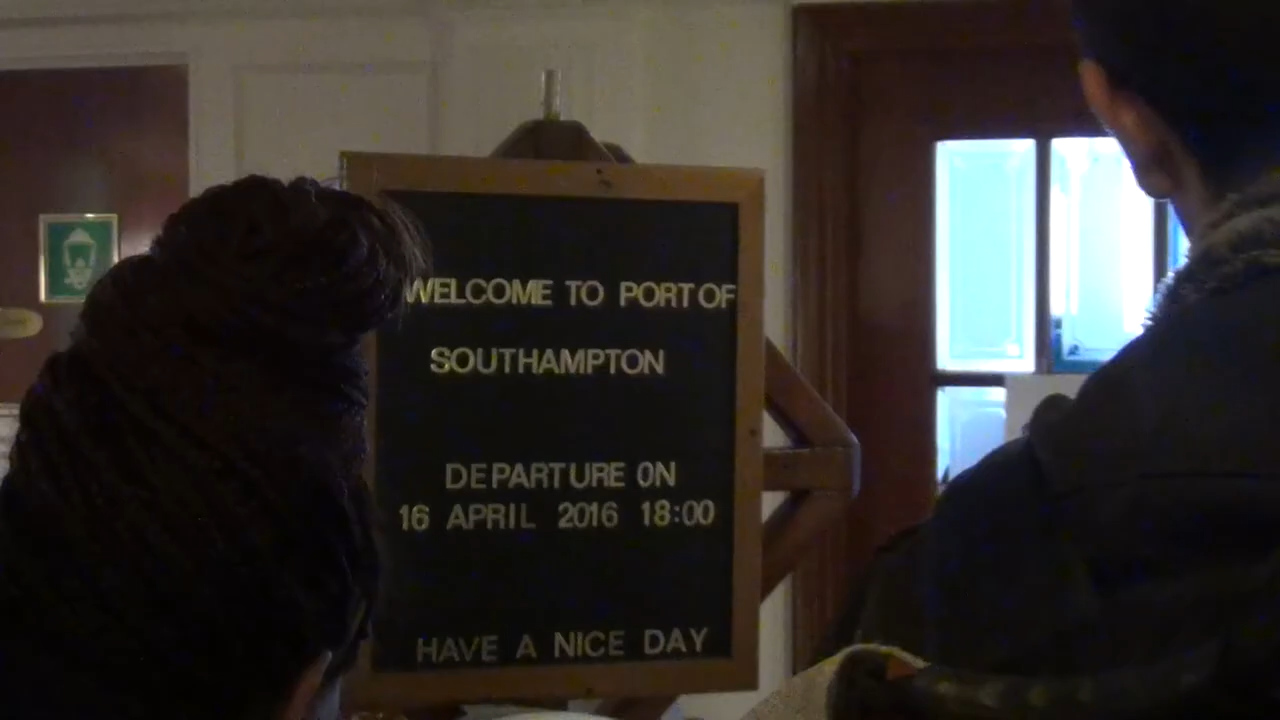 WELCOME TO PORT OF
SOUTHAMPTON
DEPARTURE ON
16 APRIL 2016 18:00
HAVE A NICE DAY